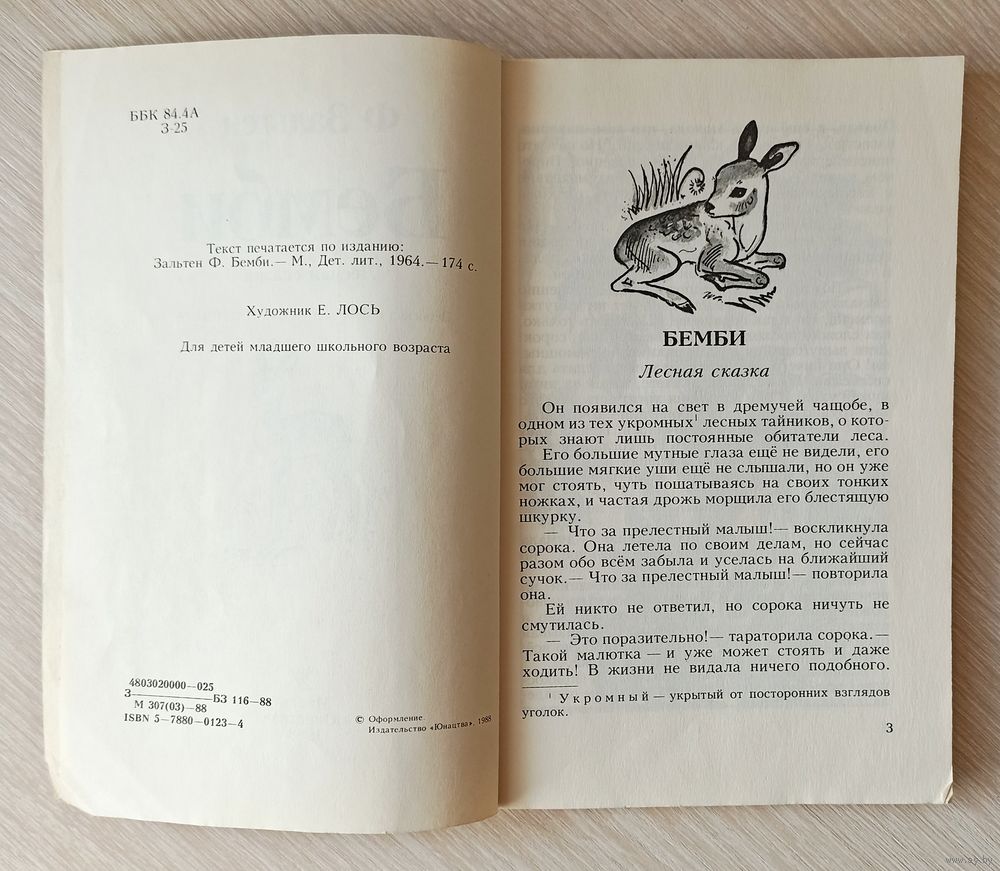 ББК 84.4А
З-25
Текст печатается по изданию:
Зальтен Ф. Бемби.— М., Дет. лит., 1964.— 174 с.
Художник Е. ЛОСЬ
Для детей младшего школьного возраста
4803020000—025
З———БЗ 116—88
М 307(03)—88
ISBN 5—7880—0123—4
© Оформление.
Издательство «Юнацтва», 1988
БЕМБИ
Лесная сказка
Он появился на свет в дремучей чащобе, в
одном из тех укромных¹ лесных тайников, о кото-
рых знают лишь постоянные обитатели леса.
Его большие мутные глаза ещё не видели, его
большие мягкие уши ещё не слышали, но он уже
мог стоять, чуть пошатываясь на своих тонких
ножках, и частая дрожь морщила его блестящую
шкурку.
— Что за прелестный малыш!— воскликнула
сорока. Она летела по своим делам, но сейчас
разом обо всём забыла и уселась на ближайший
сучок.— Что за прелестный малыш!— повторила
она.
Ей никто не ответил, но сорока ничуть не
смутилась.
— Это поразительно!— тараторила сорока.—
Такой малютка — и уже может стоять и даже
ходить! В жизни не видала ничего подобного.
¹ Укромный — укрытый от посторонних взглядов
уголок.
3
www.ay.by